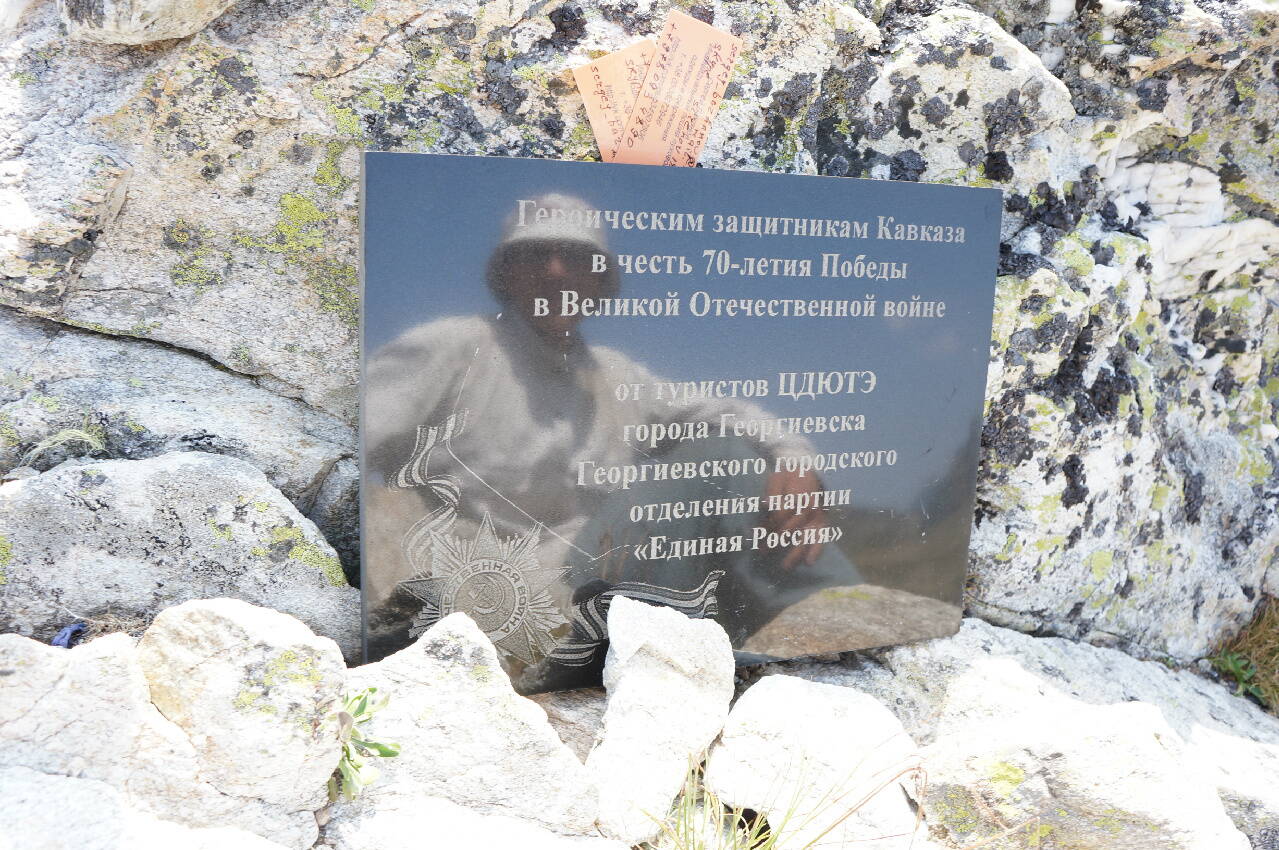 Героическим защитникам Кавказа
в честь 70-летия Победы
в Великой Отечественной войне
от туристов ЦДЮТЭ
города Георгиевска
Георгиевского городского
отделения партии
«Единая Россия»